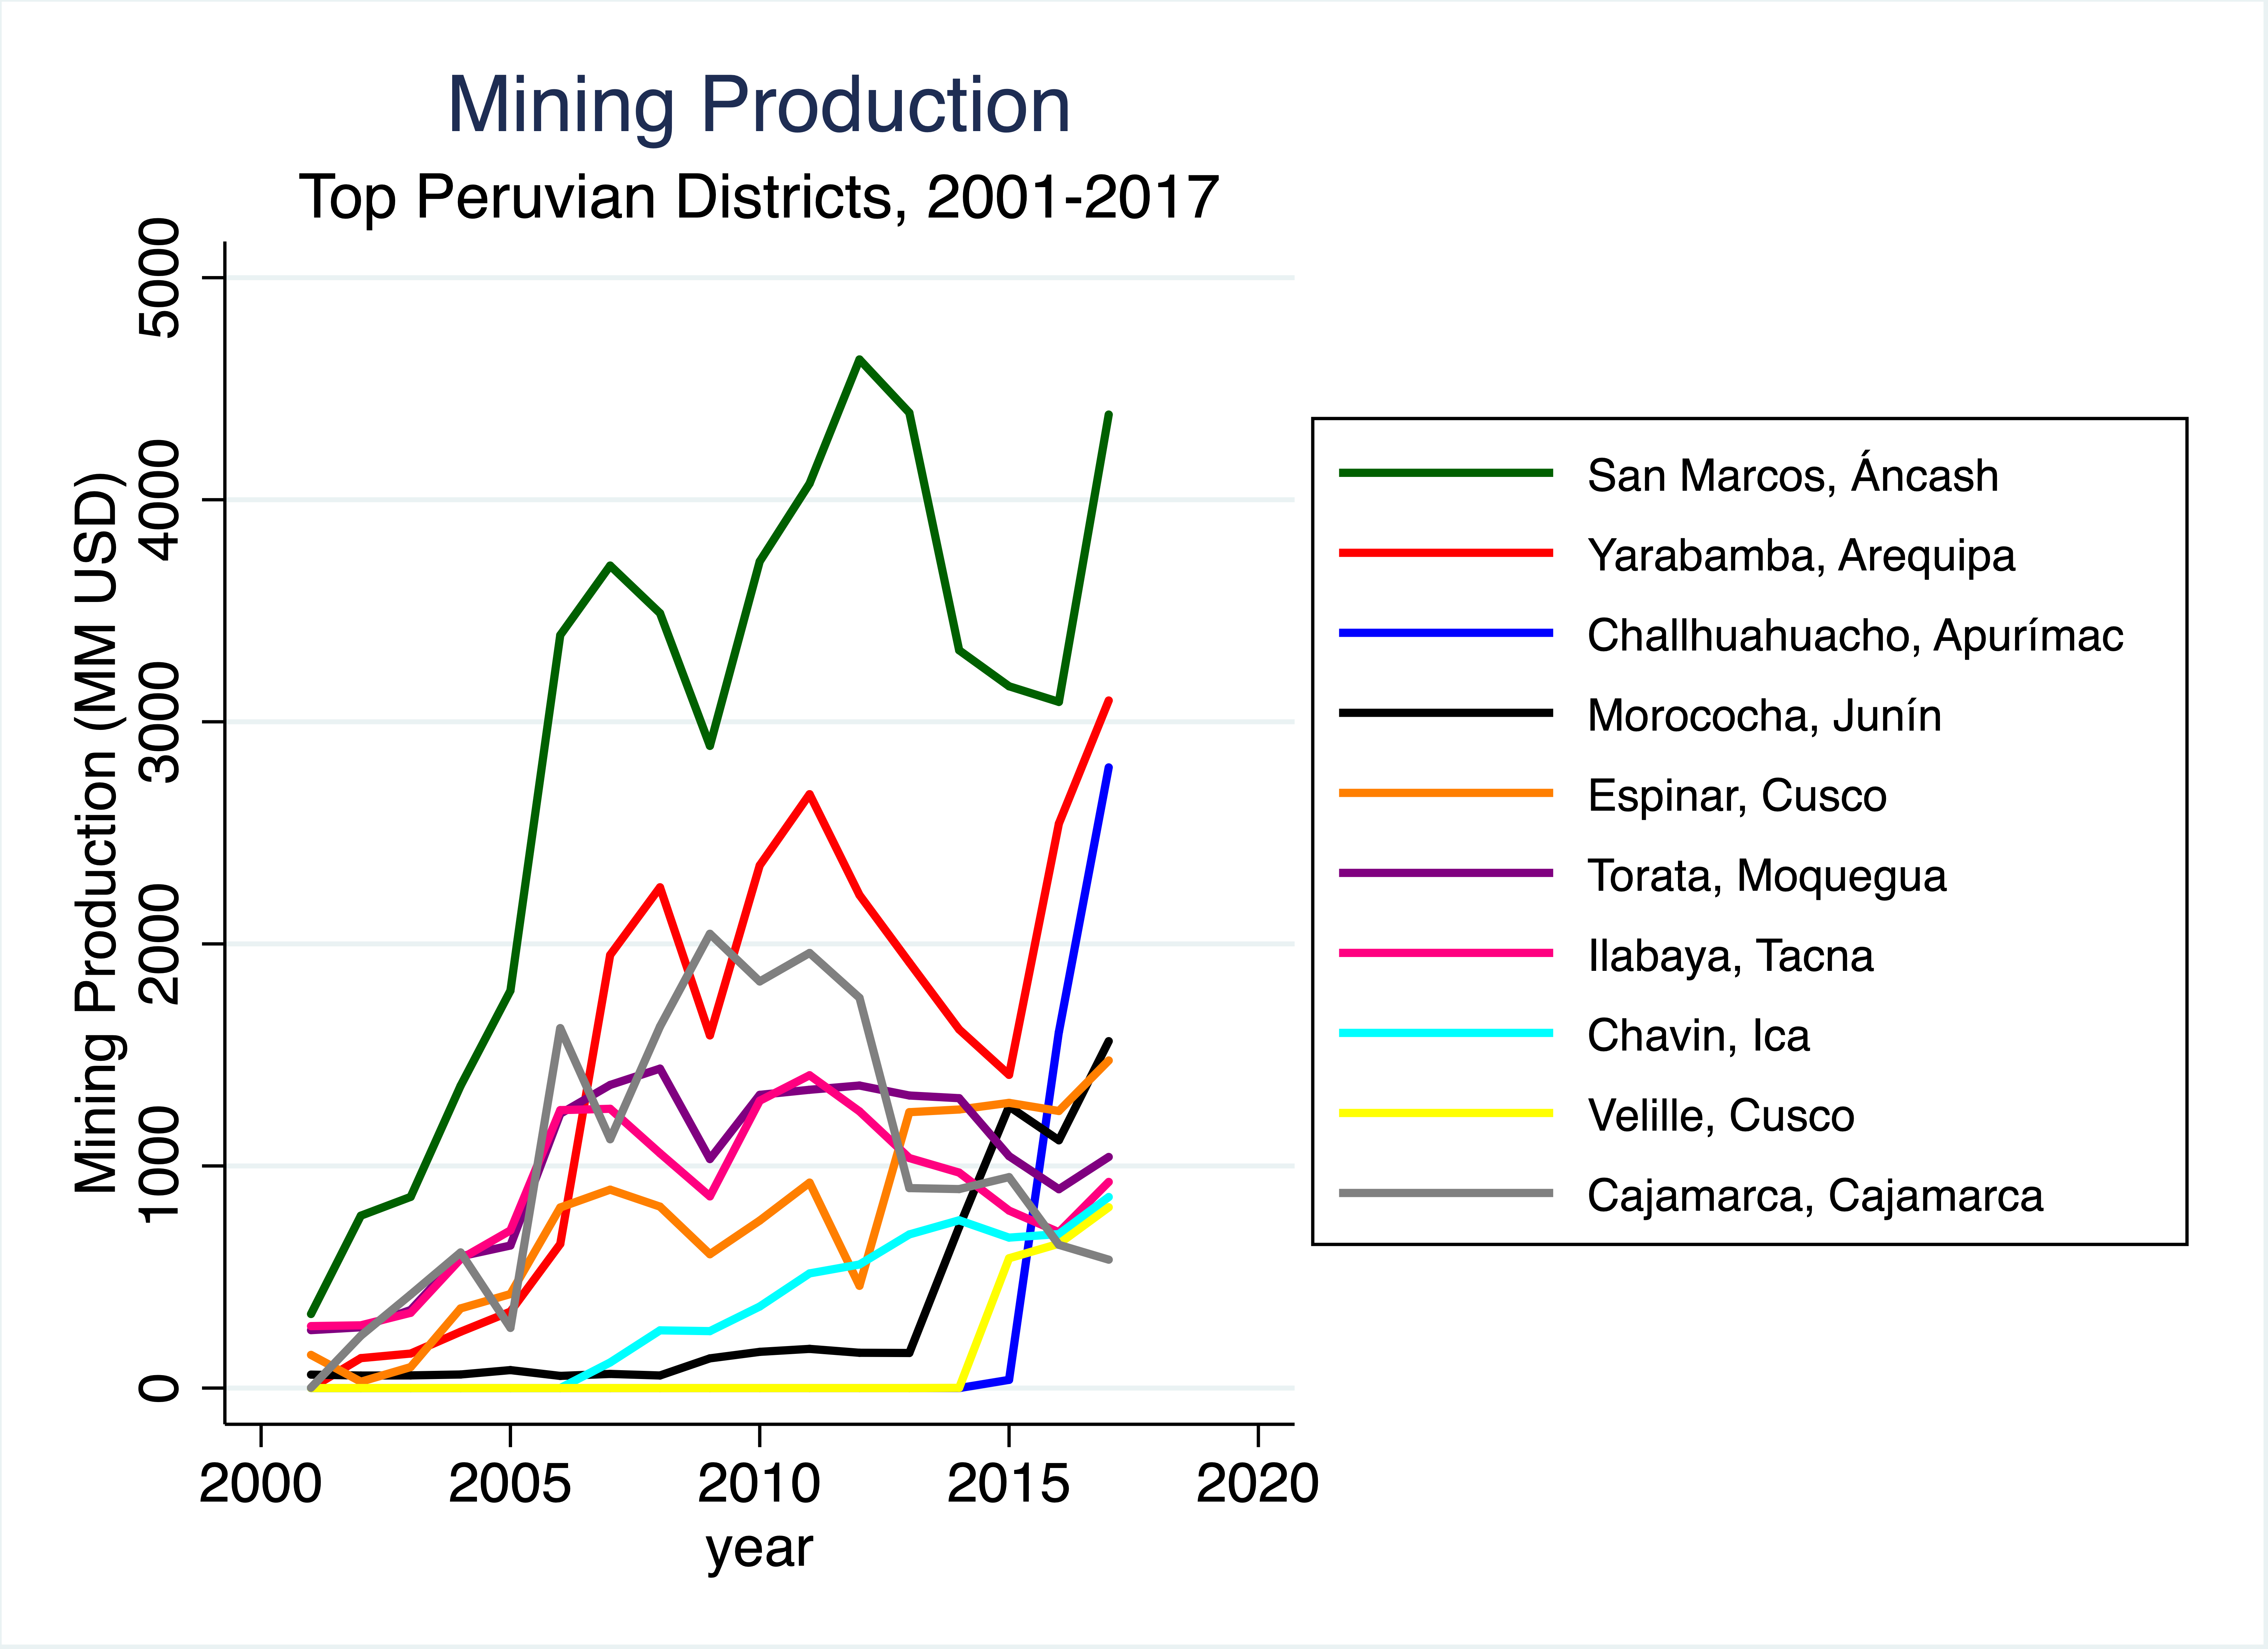 Mining Production
Top Peruvian Districts, 2001-2017
Mining Production (MM USD)
5000
4000
3000
2000
1000
0
2000 2005 2010 2015 2020
year
San Marcos, Áncash
Yarabamba, Arequipa
Challhuahuacho, Apurímac
Morococha, Junín
Espinar, Cusco
Torata, Moquegua
Ilabaya, Tacna
Chavin, Ica
Velille, Cusco
Cajamarca, Cajamarca